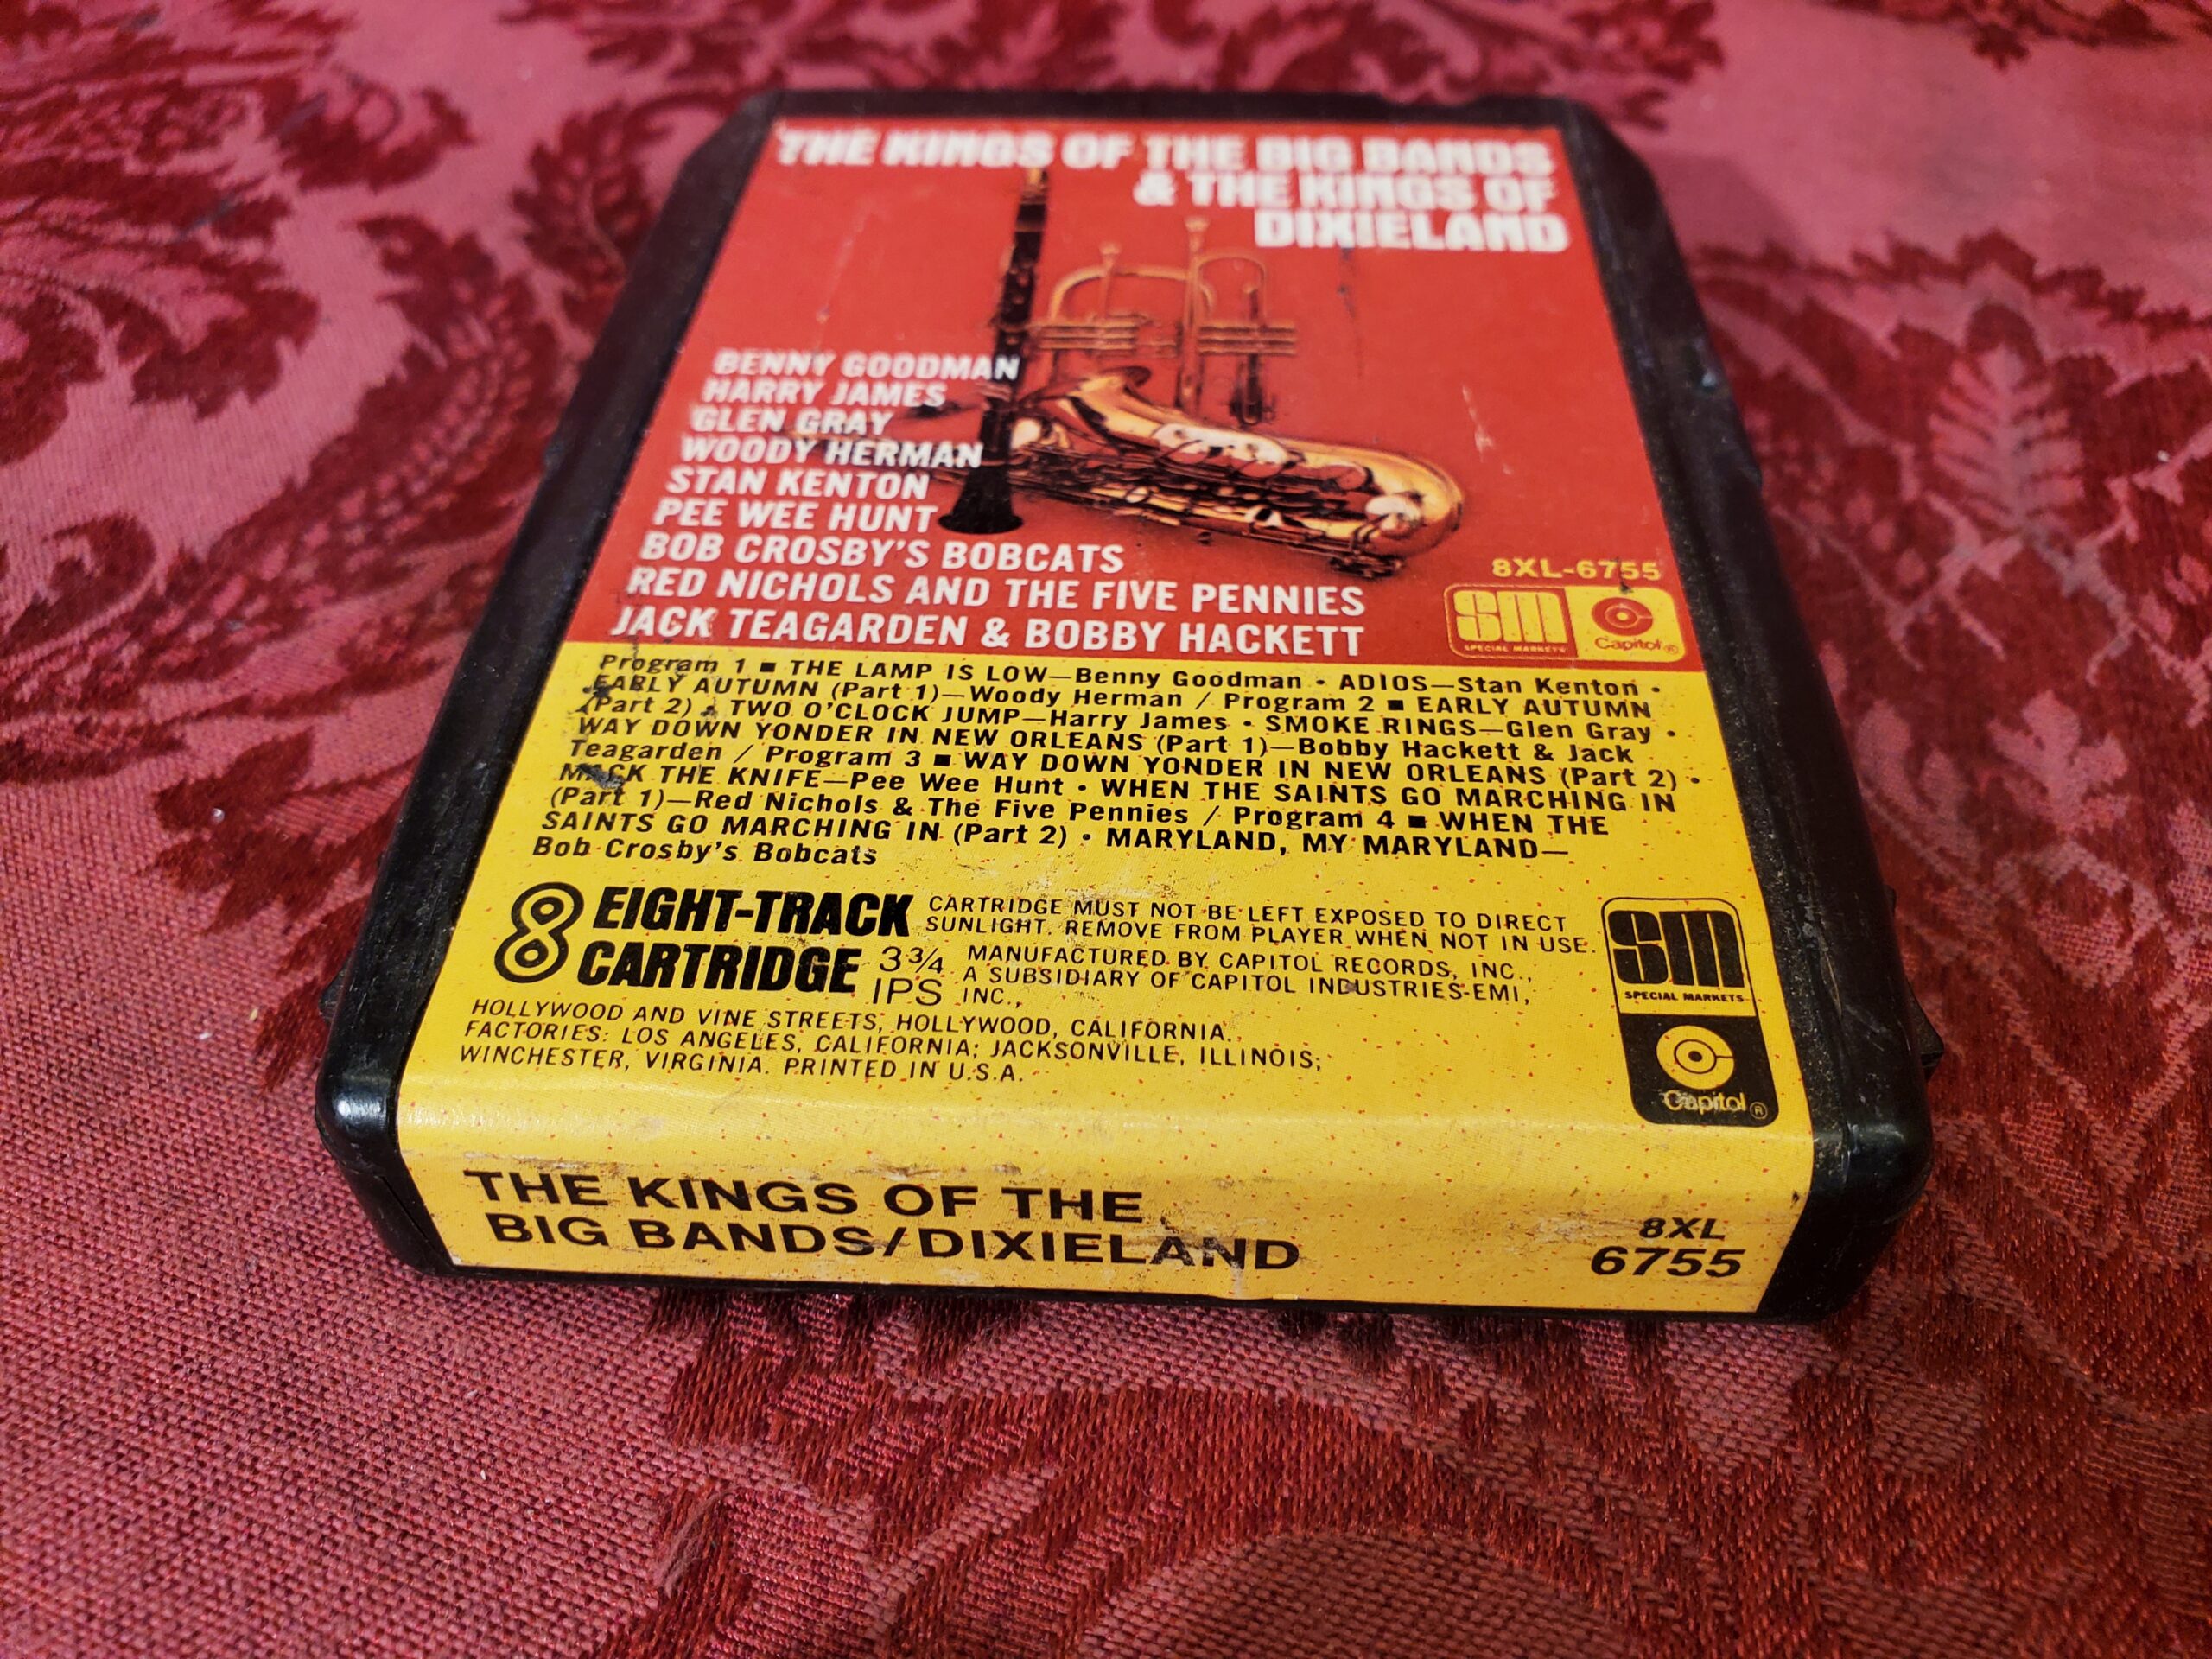 THE KINGS OF THE BIG BANDS
& THE KINGS OF
DIXIELAND
BENNY GOODMAN
HARRY JAMES
GLEN GRAY
WOODY HERMAN
STAN KENTON
PEE WEE HUNT
BOB CROSBY'S BOBCATS
RED NICHOLS AND THE FIVE PENNIES
JACK TEAGARDEN & BOBBY HACKETT
8XL-6755
SM
SPECIAL MARKETS
Capitol®
Program 1 ■ THE LAMP IS LOW—Benny Goodman • ADIOS—Stan Kenton •
EARLY AUTUMN (Part 1)—Woody Herman / Program 2 ■ EARLY AUTUMN
(Part 2) • TWO O'CLOCK JUMP—Harry James • SMOKE RINGS—Glen Gray •
WAY DOWN YONDER IN NEW ORLEANS (Part 1)—Bobby Hackett & Jack
Teagarden / Program 3 ■ WAY DOWN YONDER IN NEW ORLEANS (Part 2) •
MACK THE KNIFE—Pee Wee Hunt • WHEN THE SAINTS GO MARCHING IN
(Part 1)—Red Nichols & The Five Pennies / Program 4 ■ WHEN THE
SAINTS GO MARCHING IN (Part 2) • MARYLAND, MY MARYLAND—
Bob Crosby's Bobcats
8 EIGHT-TRACK
CARTRIDGE
3¾
IPS
CARTRIDGE MUST NOT BE LEFT EXPOSED TO DIRECT
SUNLIGHT. REMOVE FROM PLAYER WHEN NOT IN USE.
MANUFACTURED BY CAPITOL RECORDS, INC.,
A SUBSIDIARY OF CAPITOL INDUSTRIES-EMI,
INC.,
HOLLYWOOD AND VINE STREETS, HOLLYWOOD, CALIFORNIA.
FACTORIES: LOS ANGELES, CALIFORNIA; JACKSONVILLE, ILLINOIS;
WINCHESTER, VIRGINIA. PRINTED IN U.S.A.
SM
SPECIAL MARKETS
Capitol®
THE KINGS OF THE
BIG BANDS/DIXIELAND
8XL
6755